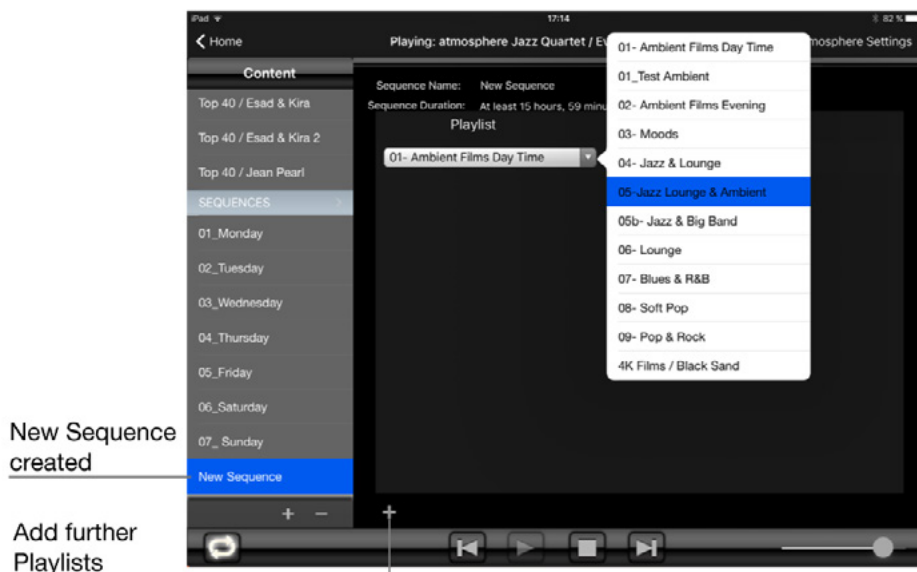 iPad
17:14
82 %
Home
Playing: atmosphere Jazz Quartet / Ev
mosphere Settings
Content
Top 40 / Esad & Kira
Top 40 / Esad & Kira 2
Top 40 / Jean Pearl
SEQUENCES
01_Monday
02_Tuesday
03_Wednesday
04_Thursday
05_Friday
06_Saturday
07_ Sunday
New Sequence
+ −
Sequence Name: New Sequence
Sequence Duration: At least 15 hours, 59 minu
Playlist
01- Ambient Films Day Time
01- Ambient Films Day Time
01_Test Ambient
02- Ambient Films Evening
03- Moods
04- Jazz & Lounge
05-Jazz Lounge & Ambient
05b- Jazz & Big Band
06- Lounge
07- Blues & R&B
08- Soft Pop
09- Pop & Rock
4K Films / Black Sand
+
New Sequence
created
Add further
Playlists